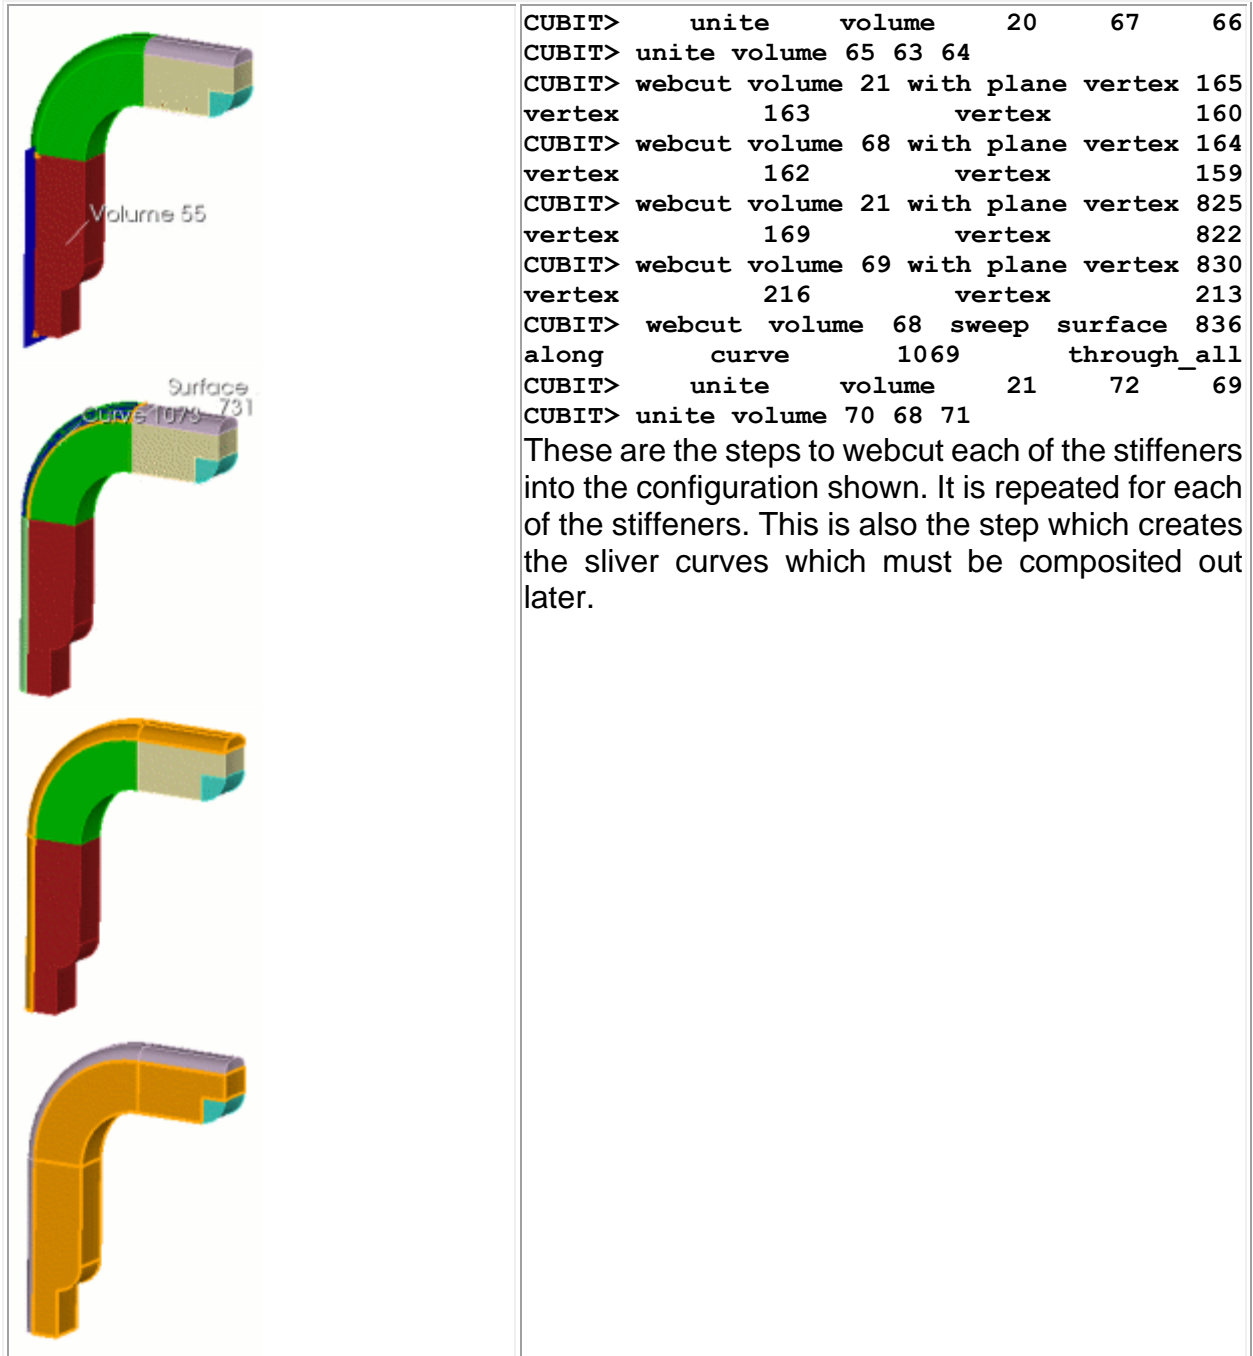 Volume 55
Surface
Curve 1073 731
CUBIT> unite volume 20 67 66
CUBIT> unite volume 65 63 64
CUBIT> webcut volume 21 with plane vertex 165
vertex 163 vertex 160
CUBIT> webcut volume 68 with plane vertex 164
vertex 162 vertex 159
CUBIT> webcut volume 21 with plane vertex 825
vertex 169 vertex 822
CUBIT> webcut volume 69 with plane vertex 830
vertex 216 vertex 213
CUBIT> webcut volume 68 sweep surface 836
along curve 1069 through_all
CUBIT> unite volume 21 72 69
CUBIT> unite volume 70 68 71
These are the steps to webcut each of the stiffeners
into the configuration shown. It is repeated for each
of the stiffeners. This is also the step which creates
the sliver curves which must be composited out
later.